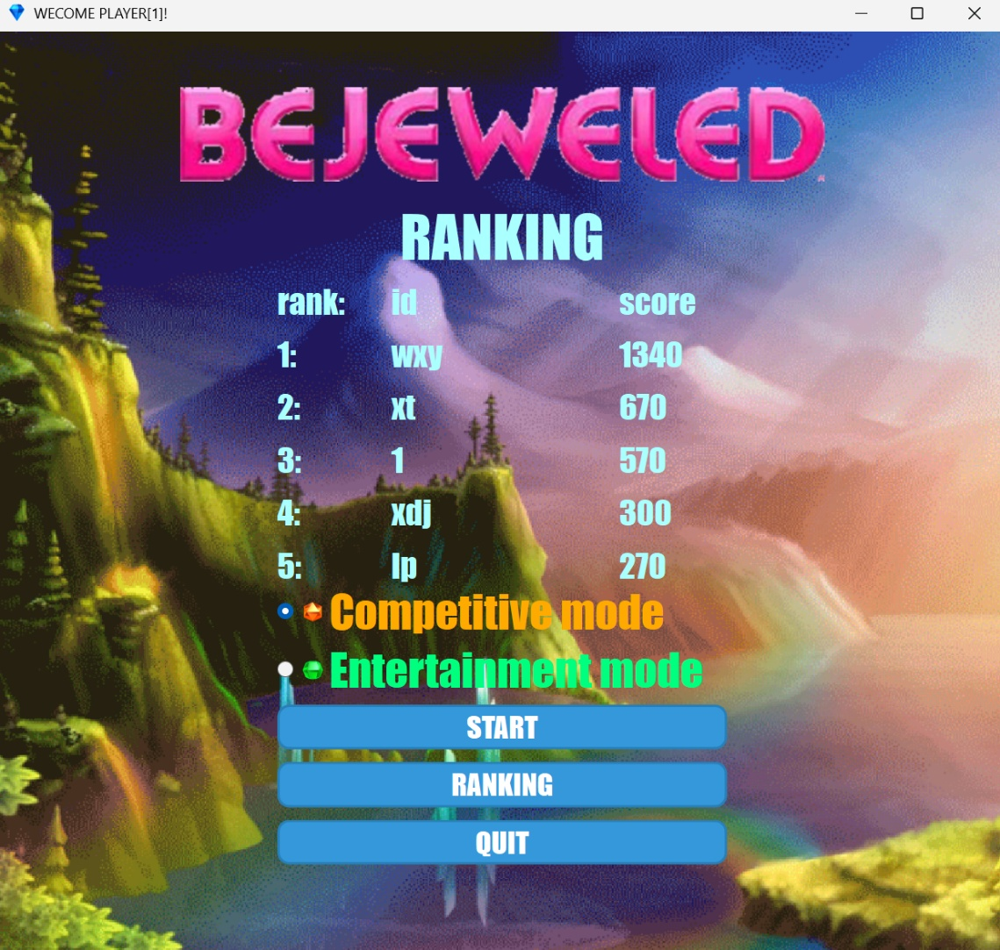 WECOME PLAYER[1]!
BEJEWELED
RANKING
rank: id score
1: wxy 1340
2: xt 670
3: 1 570
4: xdj 300
5: lp 270
Competitive mode
Entertainment mode
START
RANKING
QUIT